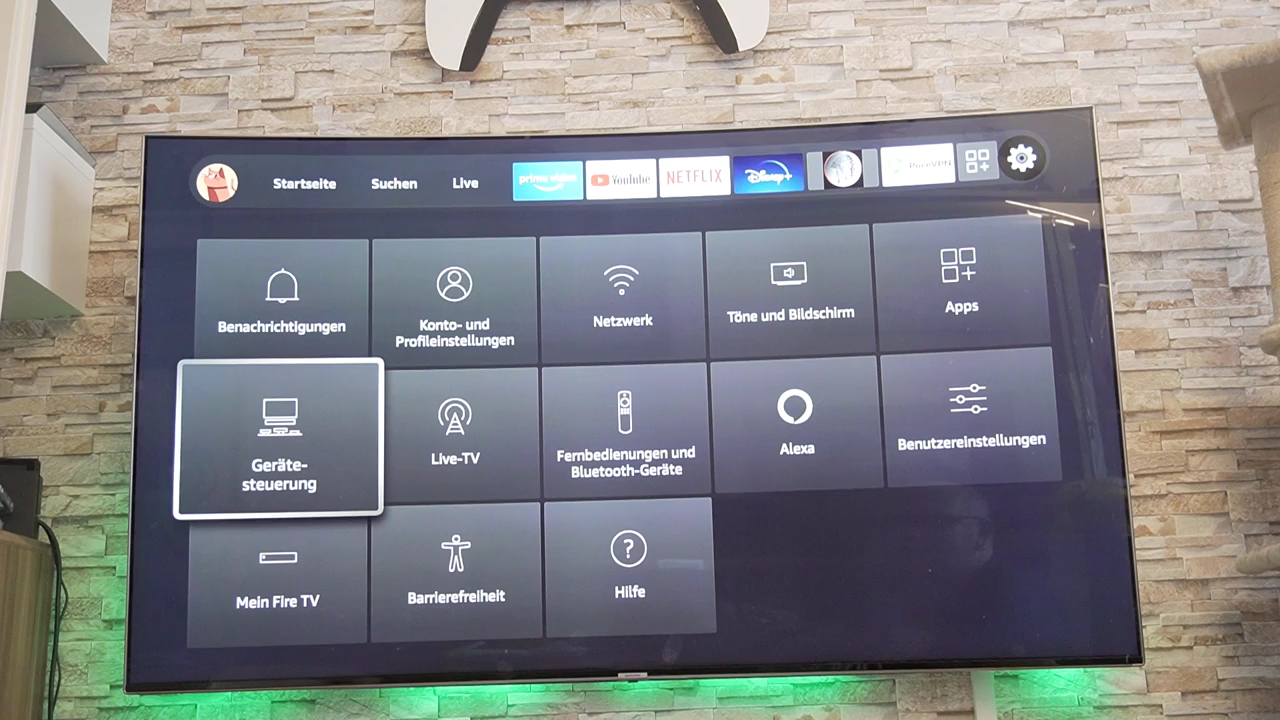 Startseite
Suchen
Live
prime video
YouTube
NETFLIX
Disney+
PureVPN
Benachrichtigungen
Konto- und
Profileinstellungen
Netzwerk
Töne und Bildschirm
Apps
Geräte-
steuerung
Live-TV
Fernbedienungen und
Bluetooth-Geräte
Alexa
Benutzereinstellungen
Mein Fire TV
Barrierefreiheit
?
Hilfe